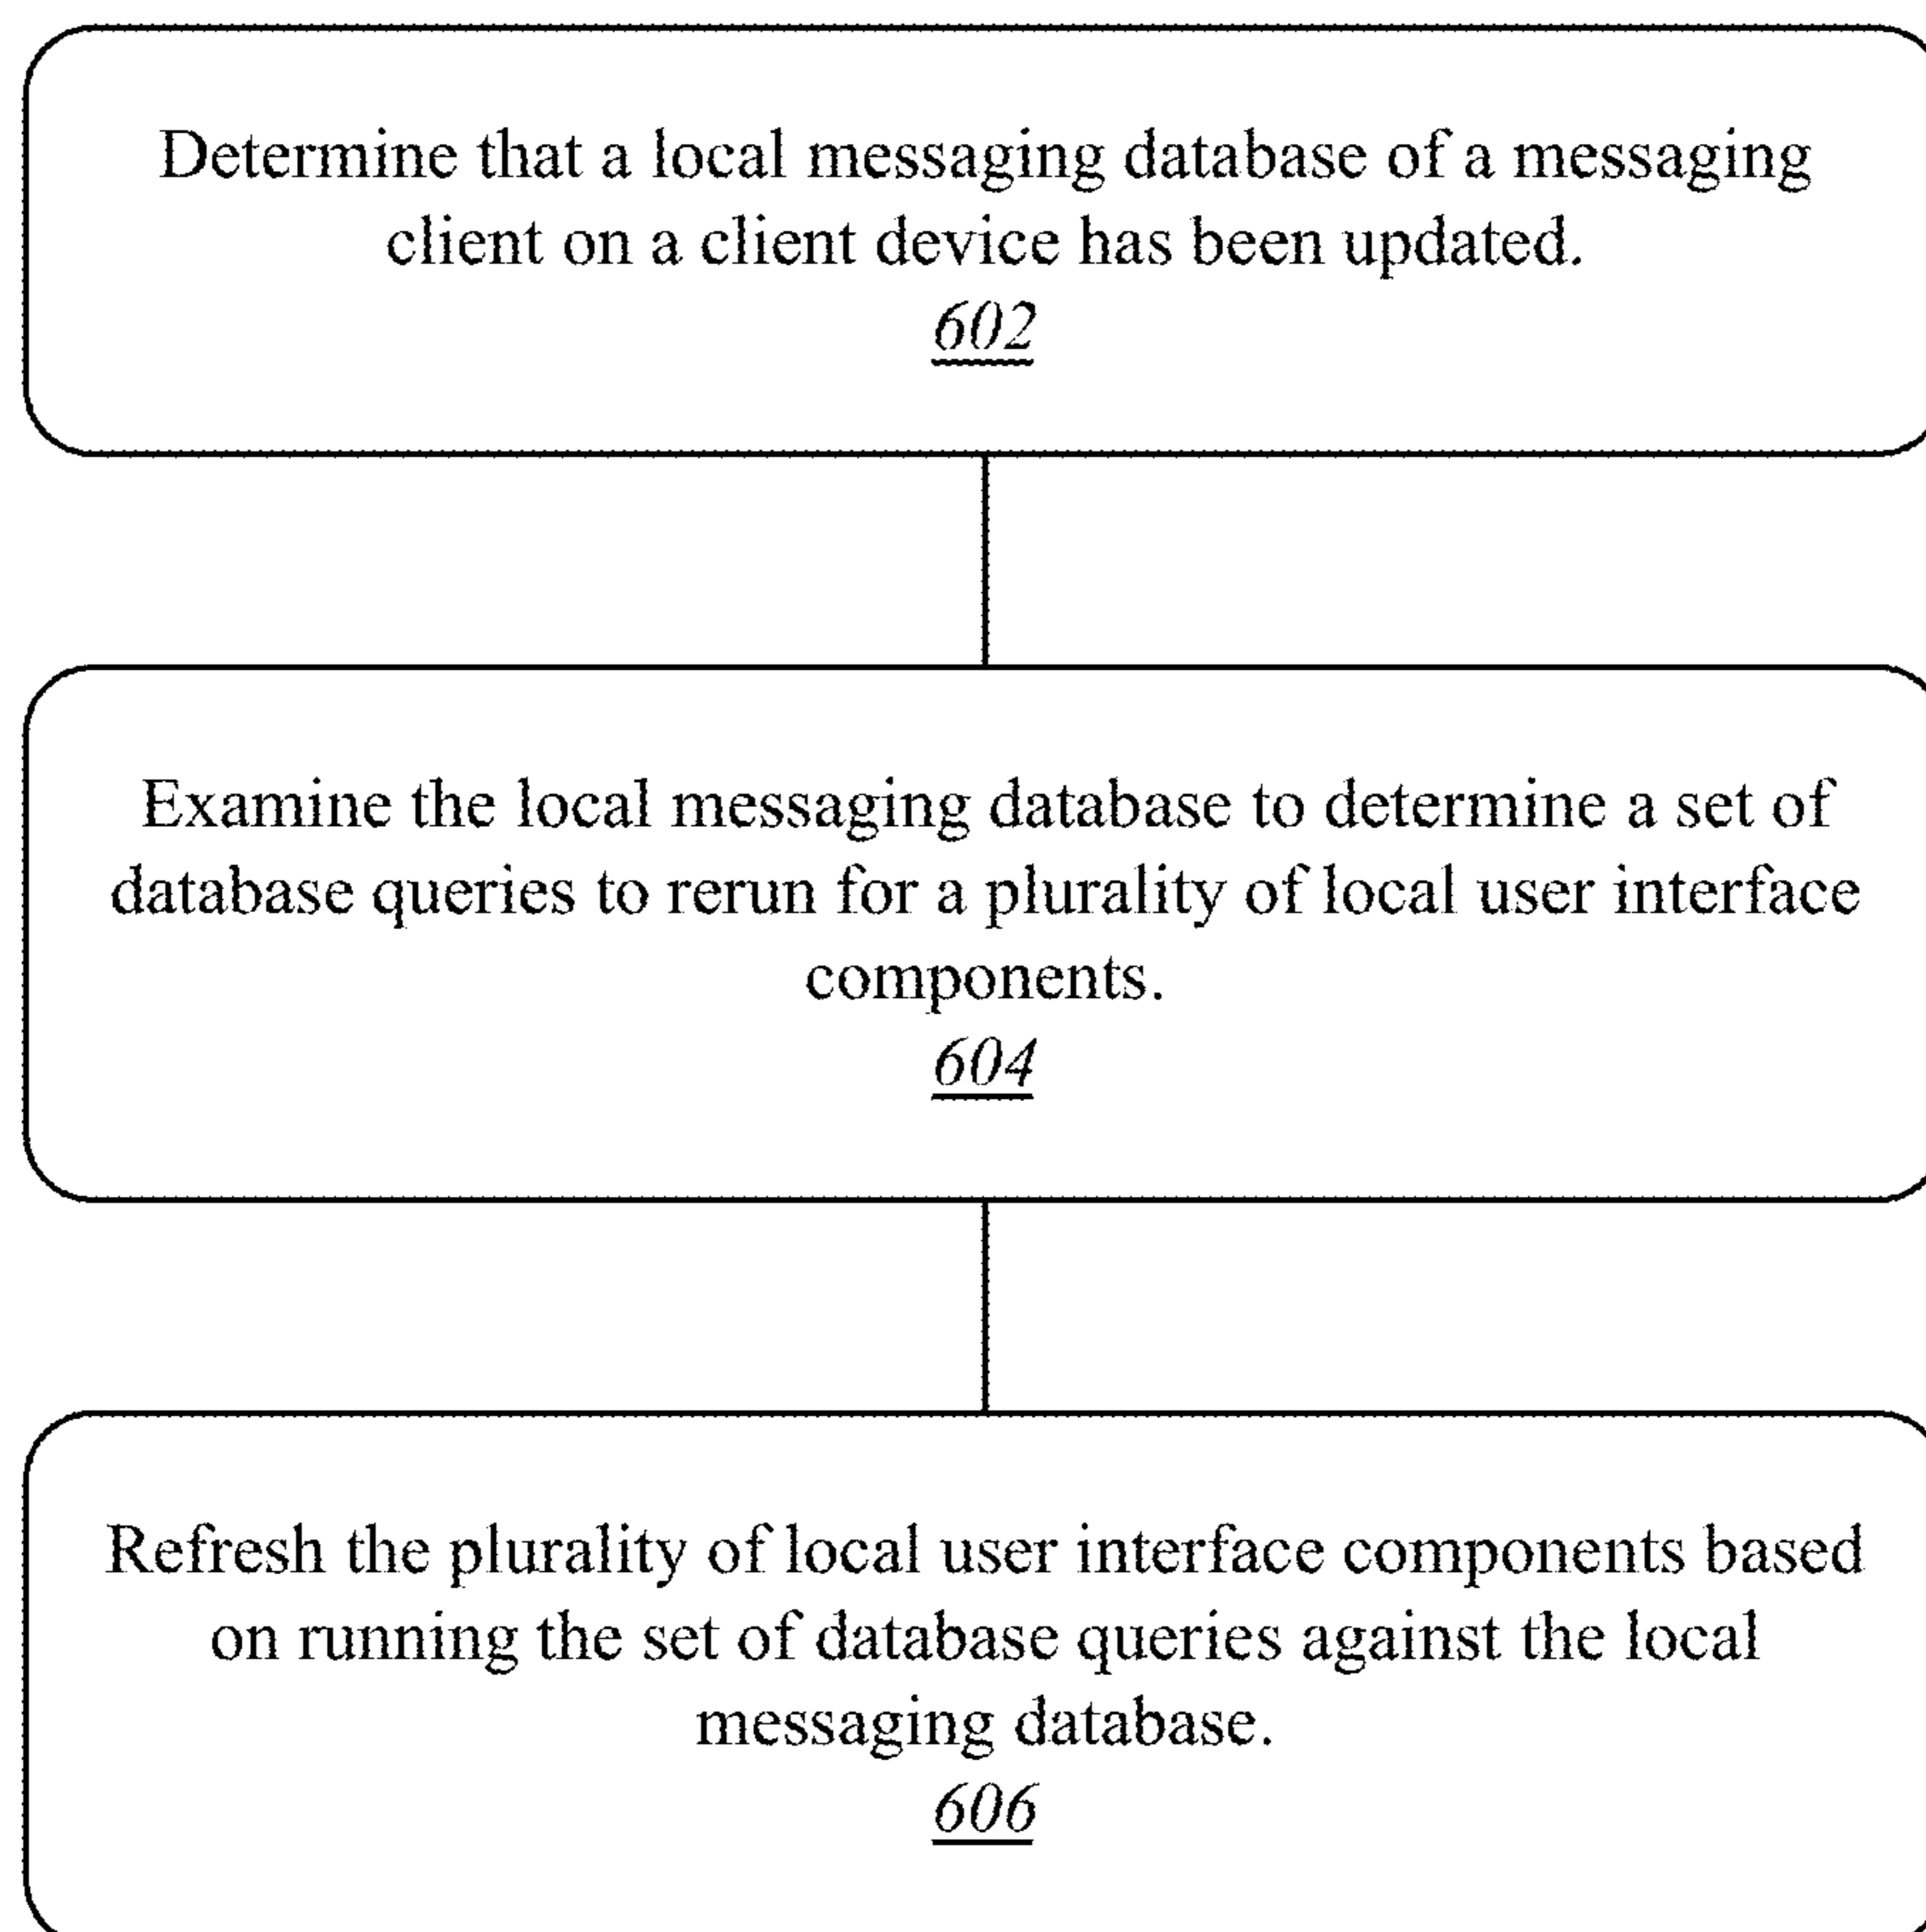 Determine that a local messaging database of a messaging
client on a client device has been updated.
602
Examine the local messaging database to determine a set of
database queries to rerun for a plurality of local user interface
components.
604
Refresh the plurality of local user interface components based
on running the set of database queries against the local
messaging database.
606